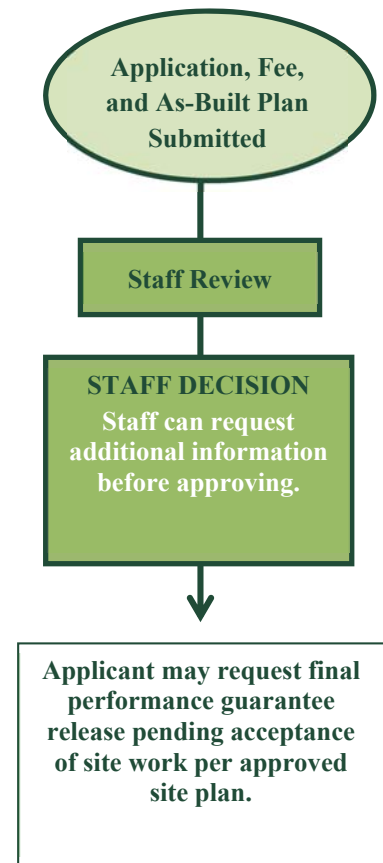 Application, Fee,
and As-Built Plan
Submitted
Staff Review
STAFF DECISION
Staff can request
additional information
before approving.
Applicant may request final
performance guarantee
release pending acceptance
of site work per approved
site plan.